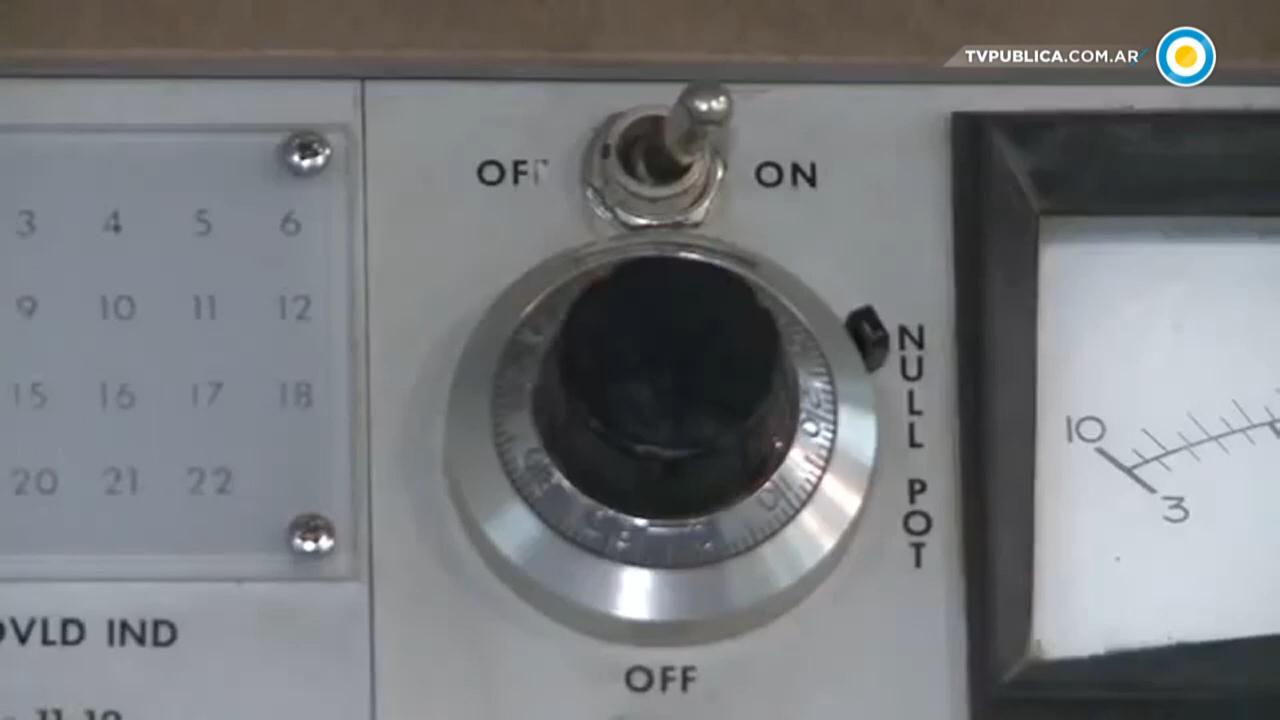 TVPUBLICA.COM.AR
OFF
ON
3 4 5 6
9 10 11 12
15 16 17 18
20 21 22
NULL POT
10
3
OVLD IND
OFF